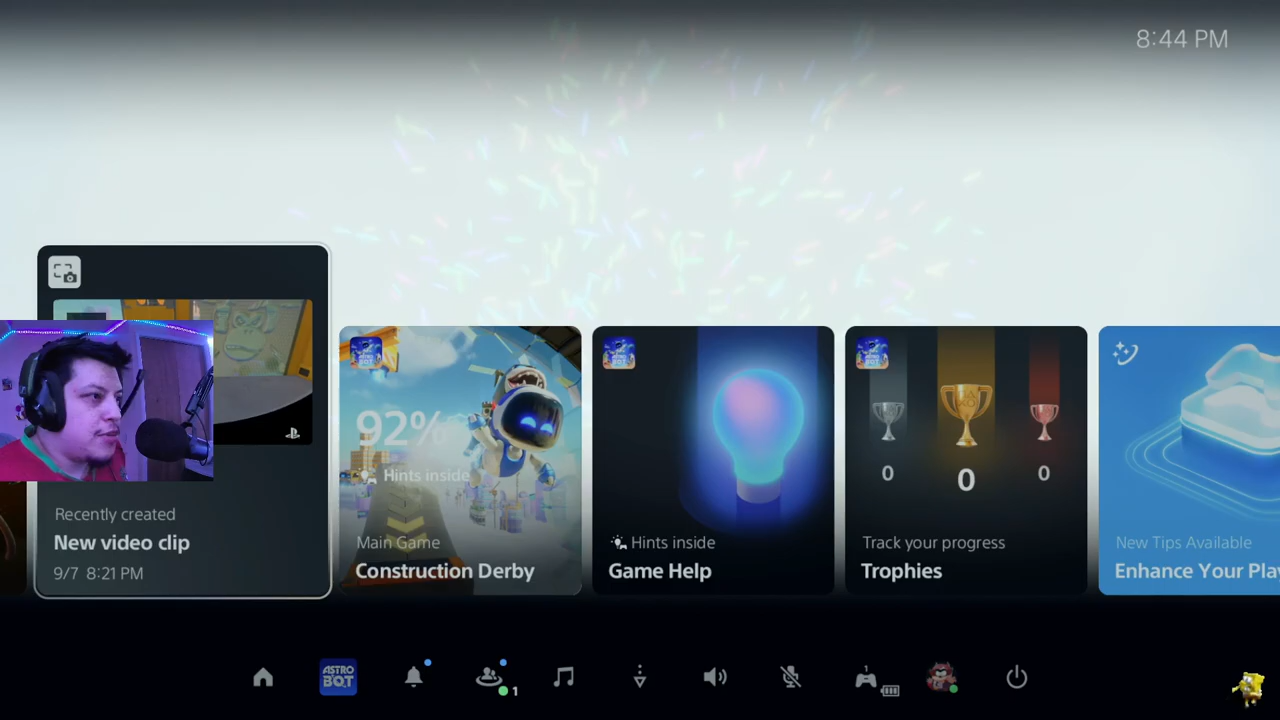 8:44 PM
Recently created
New video clip
9/7 8:21 PM
92%
Hints inside
Main Game
Construction Derby
Hints inside
Game Help
0
0
0
Track your progress
Trophies
New Tips Available
Enhance Your Pla
ASTRO
BOT
1